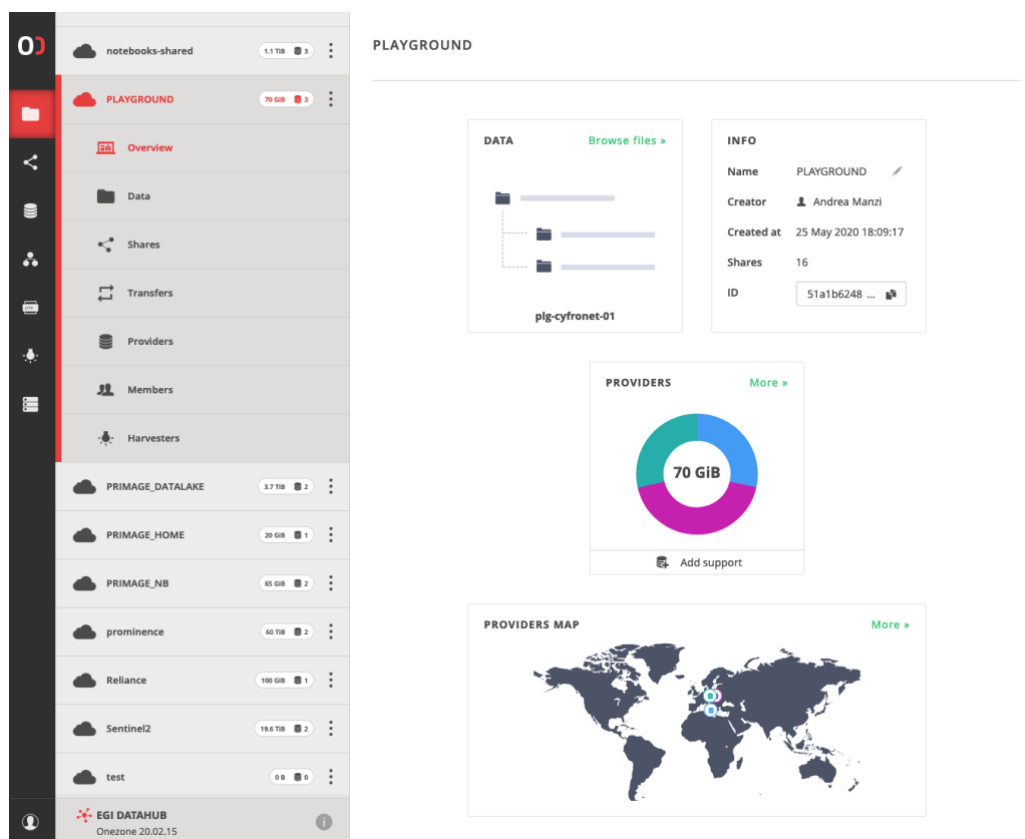 notebooks-shared 1.1 TiB 3
PLAYGROUND 70 GiB 3
Overview
Data
Shares
Transfers
Providers
Members
Harvesters
PRIMAGE_DATALAKE 3.7 TiB 2
PRIMAGE_HOME 20 GiB 1
PRIMAGE_NB 65 GiB 2
prominence 60 TiB 2
Reliance 100 GiB 1
Sentinel2 19.6 TiB 2
test 0 B 0
EGI DATAHUB
Onezone 20.02.15
PLAYGROUND
DATA Browse files »
plg-cyfronet-01
INFO
Name PLAYGROUND
Creator Andrea Manzi
Created at 25 May 2020 18:09:17
Shares 16
ID 51a1b6248 ...
PROVIDERS More »
70 GiB
Add support
PROVIDERS MAP More »